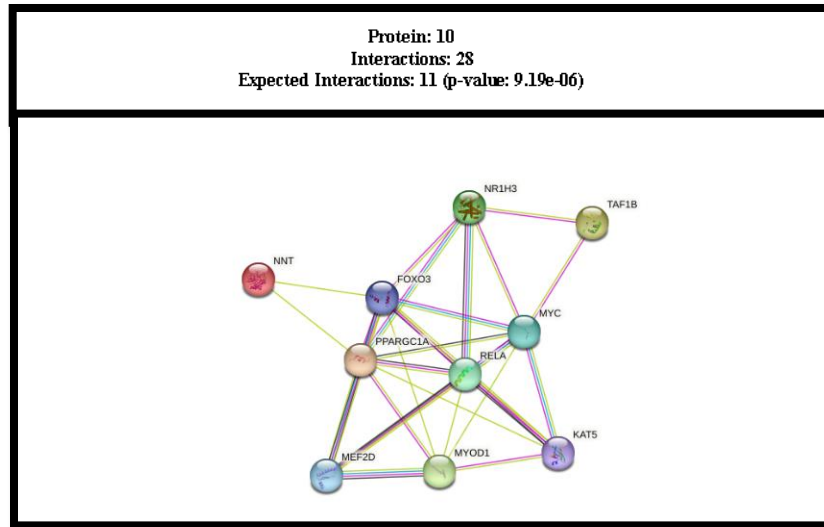 Protein: 10
Interactions: 28
Expected Interactions: 11 (p-value: 9.19e-06)
NR1H3
TAF1B
NNT
FOXO3
MYC
PPARGC1A
RELA
KAT5
MEF2D
MYOD1